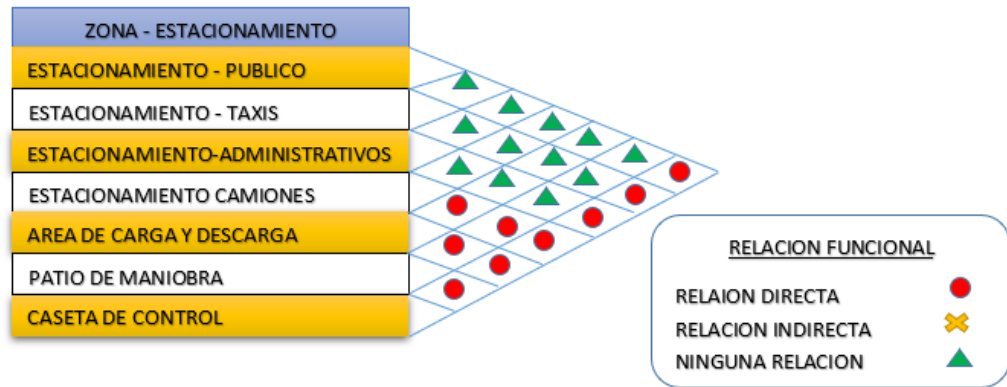 ZONA - ESTACIONAMIENTO
ESTACIONAMIENTO - PUBLICO
ESTACIONAMIENTO - TAXIS
ESTACIONAMIENTO-ADMINISTRATIVOS
ESTACIONAMIENTO CAMIONES
AREA DE CARGA Y DESCARGA
PATIO DE MANIOBRA
CASETA DE CONTROL
RELACION FUNCIONAL
RELAION DIRECTA
RELACION INDIRECTA
NINGUNA RELACION